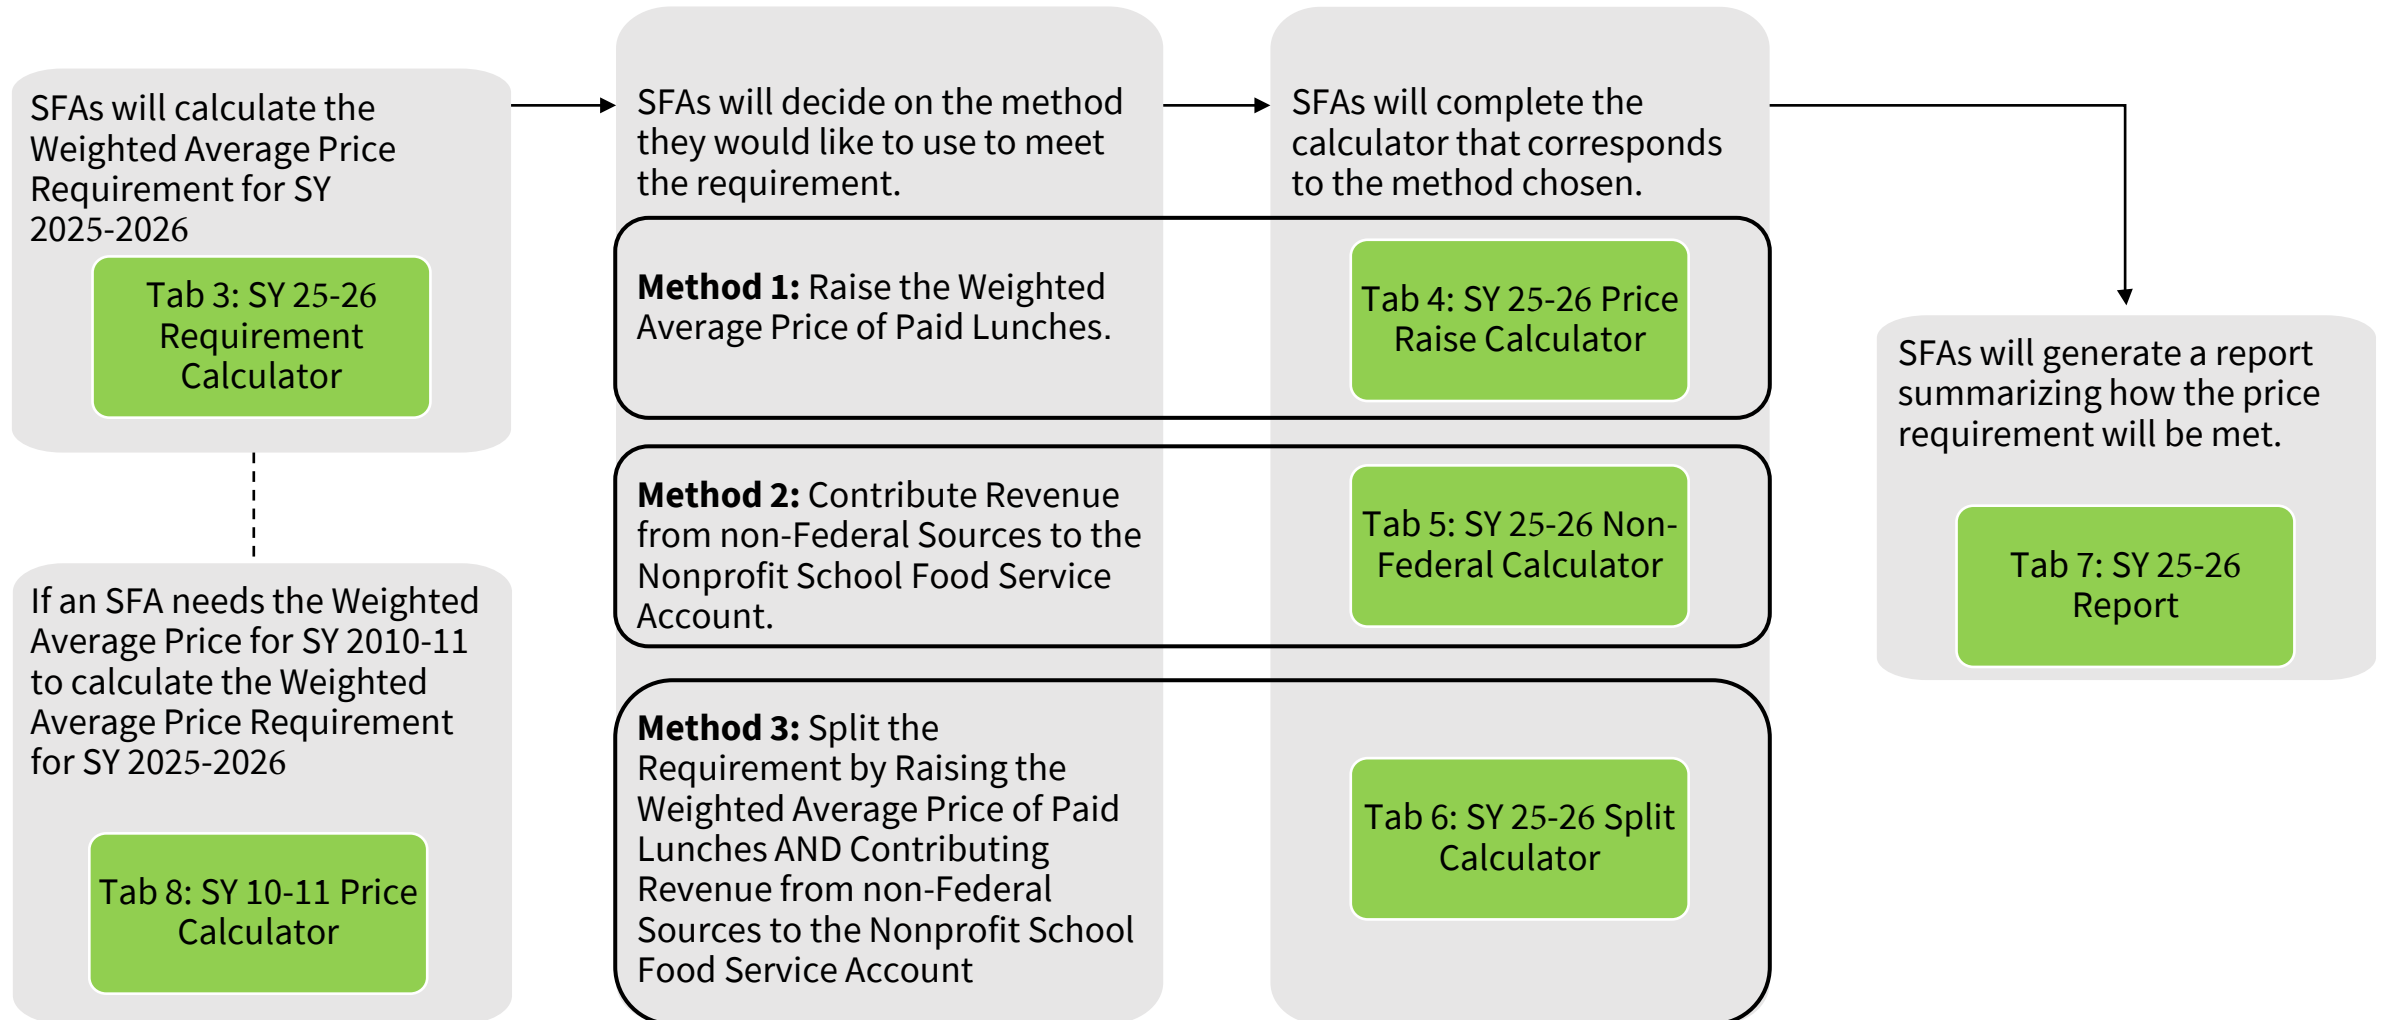 SFAs will calculate the
Weighted Average Price
Requirement for SY
2025-2026
Tab 3: SY 25-26
Requirement
Calculator
If an SFA needs the Weighted
Average Price for SY 2010-11
to calculate the Weighted
Average Price Requirement
for SY 2025-2026
Tab 8: SY 10-11 Price
Calculator
SFAs will decide on the method
they would like to use to meet
the requirement.
Method 1: Raise the Weighted
Average Price of Paid Lunches.
Method 2: Contribute Revenue
from non-Federal Sources to the
Nonprofit School Food Service
Account.
Method 3: Split the
Requirement by Raising the
Weighted Average Price of Paid
Lunches AND Contributing
Revenue from non-Federal
Sources to the Nonprofit School
Food Service Account
SFAs will complete the
calculator that corresponds
to the method chosen.
Tab 4: SY 25-26 Price
Raise Calculator
Tab 5: SY 25-26 Non-
Federal Calculator
Tab 6: SY 25-26 Split
Calculator
SFAs will generate a report
summarizing how the price
requirement will be met.
Tab 7: SY 25-26
Report